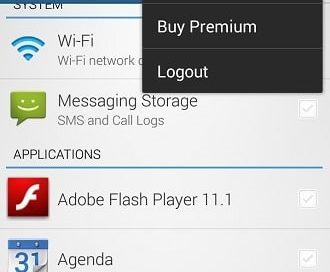 SYSTEM
Buy Premium
Wi-Fi
Wi-Fi network
Logout
Messaging Storage
SMS and Call Logs
APPLICATIONS
Adobe Flash Player 11.1
31
Agenda